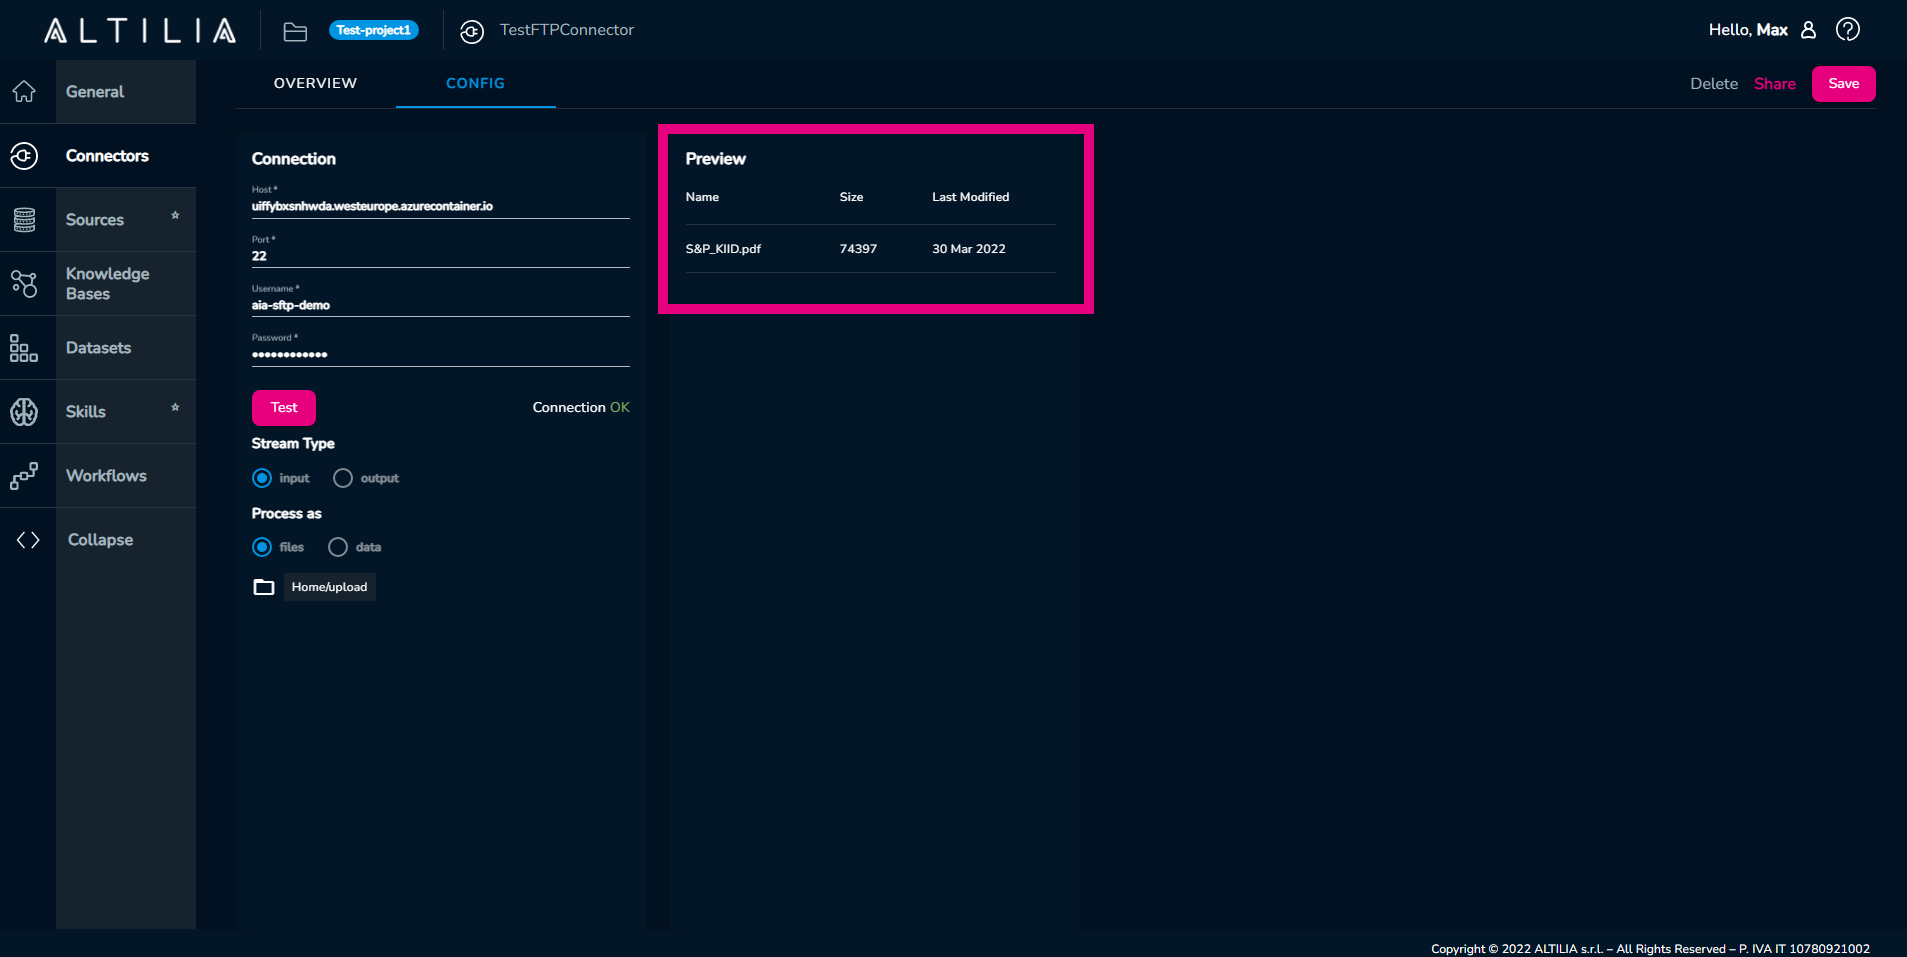 ALTILIA
Test-project1
TestFTPConnector
Hello, Max
General
Connectors
Sources
Knowledge
Bases
Datasets
Skills
Workflows
Collapse
OVERVIEW
CONFIG
Delete
Share
Save
Connection
Host *
uiffybxsnhwda.westeurope.azurecontainer.io
Port *
22
Username *
aia-sftp-demo
Password *
••••••••••••
Test
Connection OK
Stream Type
input
output
Process as
files
data
Home/upload
Preview
Name Size Last Modified
S&P_KIID.pdf 74397 30 Mar 2022
Copyright © 2022 ALTILIA s.r.l. – All Rights Reserved – P. IVA IT 10780921002